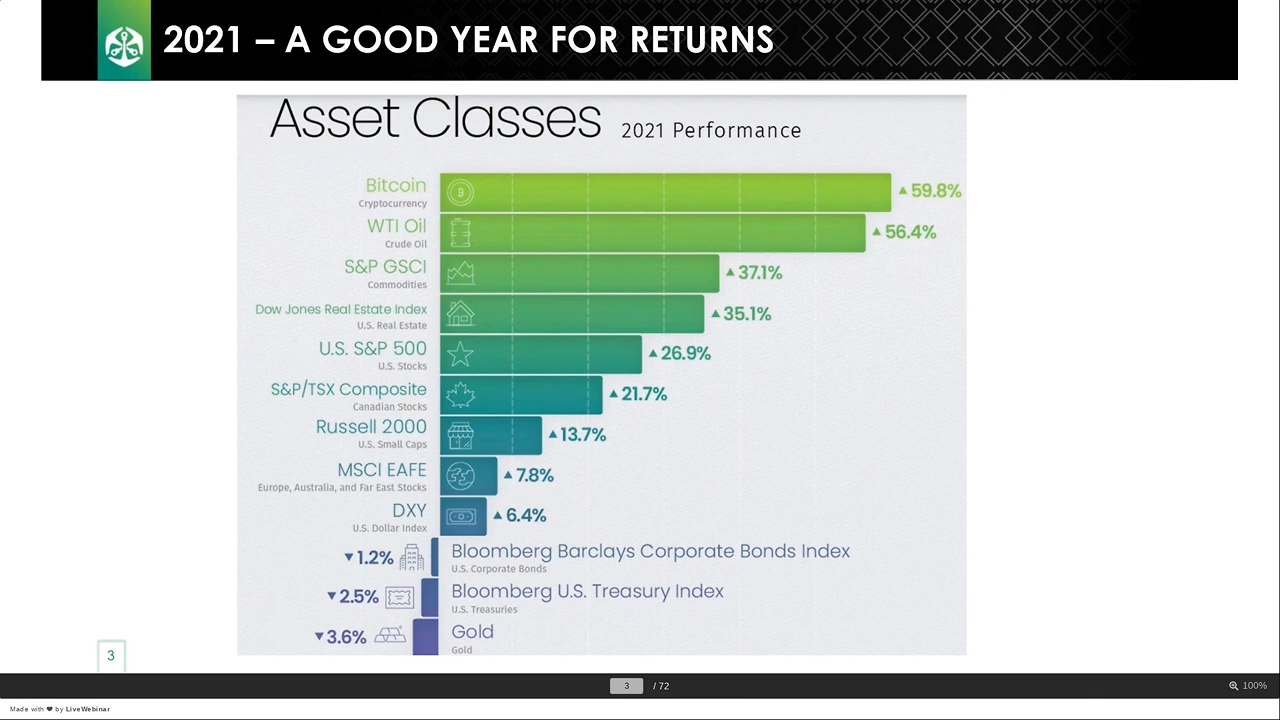 2021 – A GOOD YEAR FOR RETURNS
Asset Classes 2021 Performance
Bitcoin
Cryptocurrency
▲59.8%
WTI Oil
Crude Oil
▲56.4%
S&P GSCI
Commodities
▲37.1%
Dow Jones Real Estate Index
U.S. Real Estate
▲35.1%
U.S. S&P 500
U.S. Stocks
▲26.9%
S&P/TSX Composite
Canadian Stocks
▲21.7%
Russell 2000
U.S. Small Caps
▲13.7%
MSCI EAFE
Europe, Australia, and Far East Stocks
▲7.8%
DXY
U.S. Dollar Index
▲6.4%
▼1.2%
Bloomberg Barclays Corporate Bonds Index
U.S. Corporate Bonds
▼2.5%
Bloomberg U.S. Treasury Index
U.S. Treasuries
▼3.6%
Gold
Gold
3
3 / 72
100%
Made with ❤ by LiveWebinar